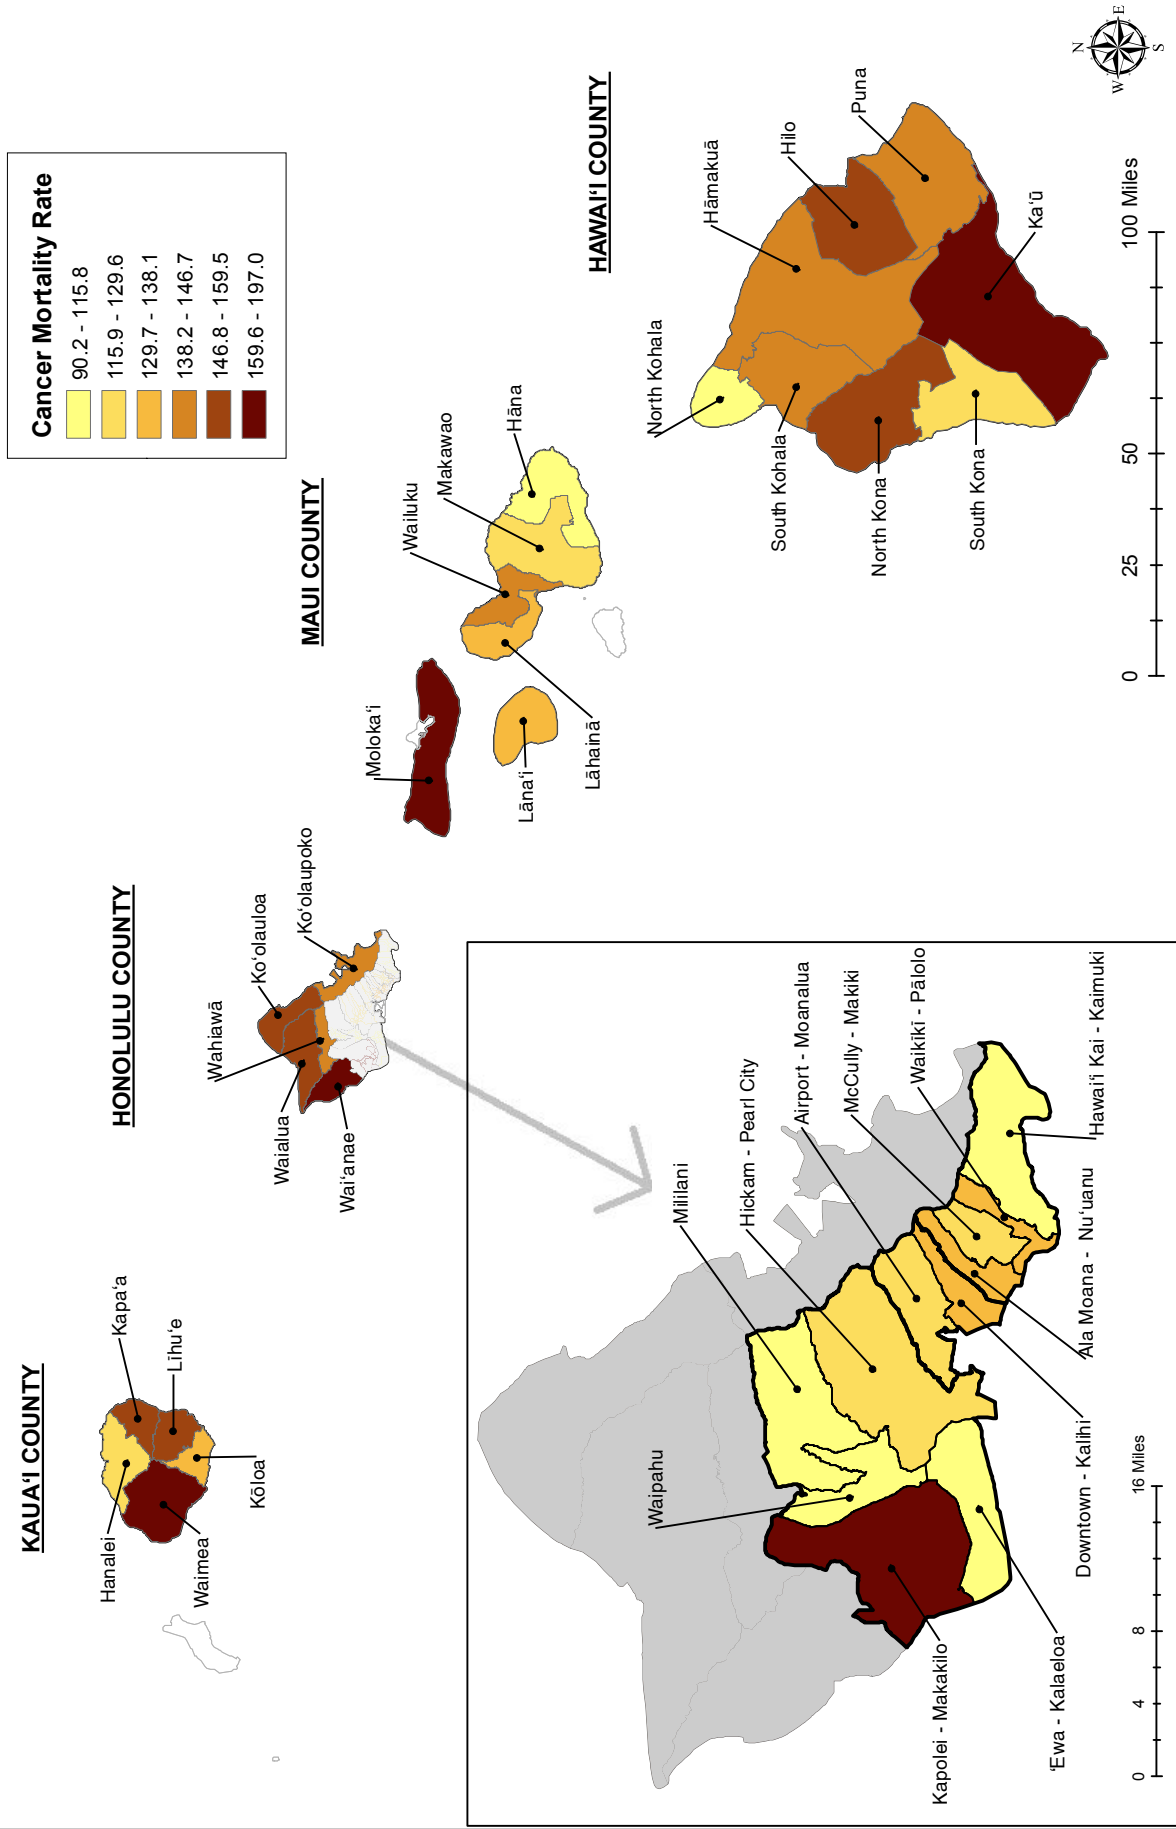 KAUAʻI COUNTY
Hanalei
Kapaʻa
Līhuʻe
Waimea
Kōloa
HONOLULU COUNTY
Wahiawā
Koʻolauloa
Koʻolaupoko
Waialua
Waiʻanae
MAUI COUNTY
Molokaʻi
Wailuku
Makawao
Hāna
Lānaʻi
Lāhainā
Cancer Mortality Rate
90.2 - 115.8
115.9 - 129.6
129.7 - 138.1
138.2 - 146.7
146.8 - 159.5
159.6 - 197.0
HAWAIʻI COUNTY
North Kohala
Hāmakuā
Hilo
Puna
South Kohala
North Kona
South Kona
Kaʻū
0 25 50 100 Miles
N
W E
S
Waipahu
Mililani
Hickam - Pearl City
Airport - Moanalua
McCully - Makiki
Waikīkī - Pālolo
Kapolei - Makakilo
ʻEwa - Kalaeloa
Downtown - Kalihi
Ala Moana - Nuʻuanu
Hawaiʻi Kai - Kaimuki
0 4 8 16 Miles